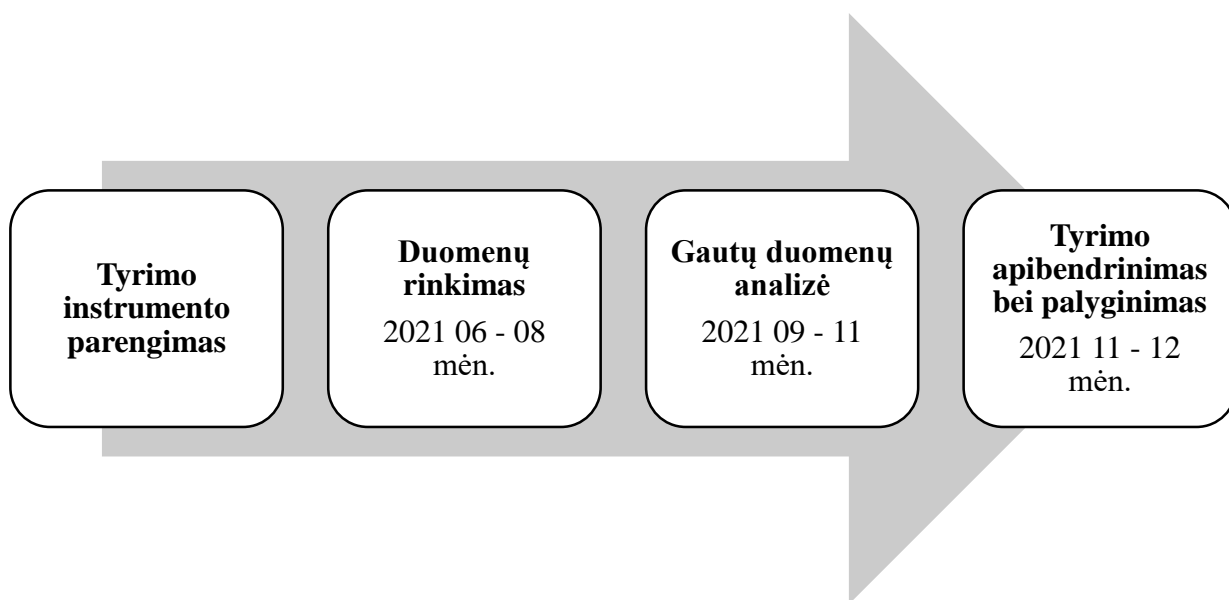 Tyrimo
instrumento
parengimas
Duomenų
rinkimas
2021 06 - 08
mėn.
Gautų duomenų
analizė
2021 09 - 11
mėn.
Tyrimo
apibendrinimas
bei palyginimas
2021 11 - 12
mėn.